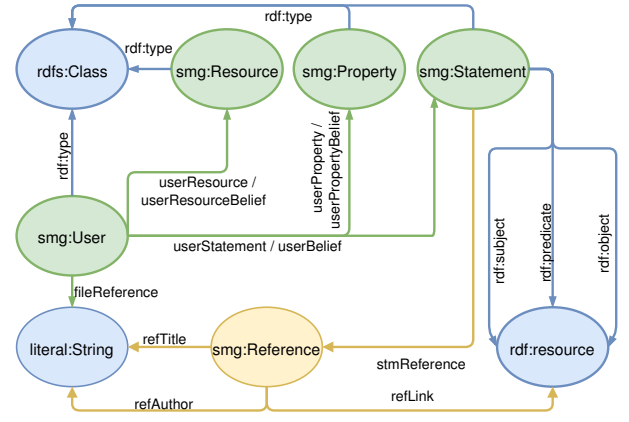 rdf:type
rdf:type
rdfs:Class
smg:Resource
smg:Property
smg:Statement
rdf:type
userProperty /
userPropertyBelief
userResource /
userResourceBelief
smg:User
userStatement / userBelief
rdf:subject
rdf:predicate
rdf:object
fileReference
literal:String
refTitle
smg:Reference
stmReference
rdf:resource
refAuthor
refLink